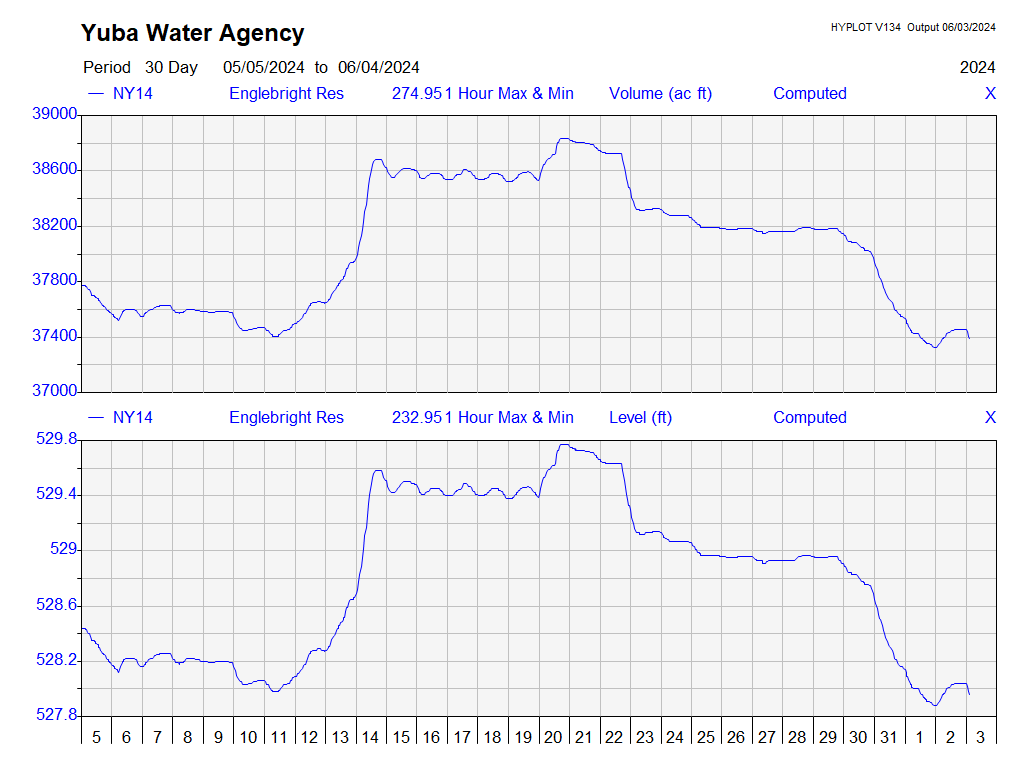 Yuba Water Agency
HYPLOT V134 Output 06/03/2024
Period 30 Day 05/05/2024 to 06/04/2024 2024
NY14 Englebright Res 274.951 Hour Max & Min Volume (ac ft) Computed X
39000
38600
38200
37800
37400
37000
NY14 Englebright Res 232.951 Hour Max & Min Level (ft) Computed X
529.8
529.4
529
528.6
528.2
527.8
5 6 7 8 9 10 11 12 13 14 15 16 17 18 19 20 21 22 23 24 25 26 27 28 29 30 31 1 2 3